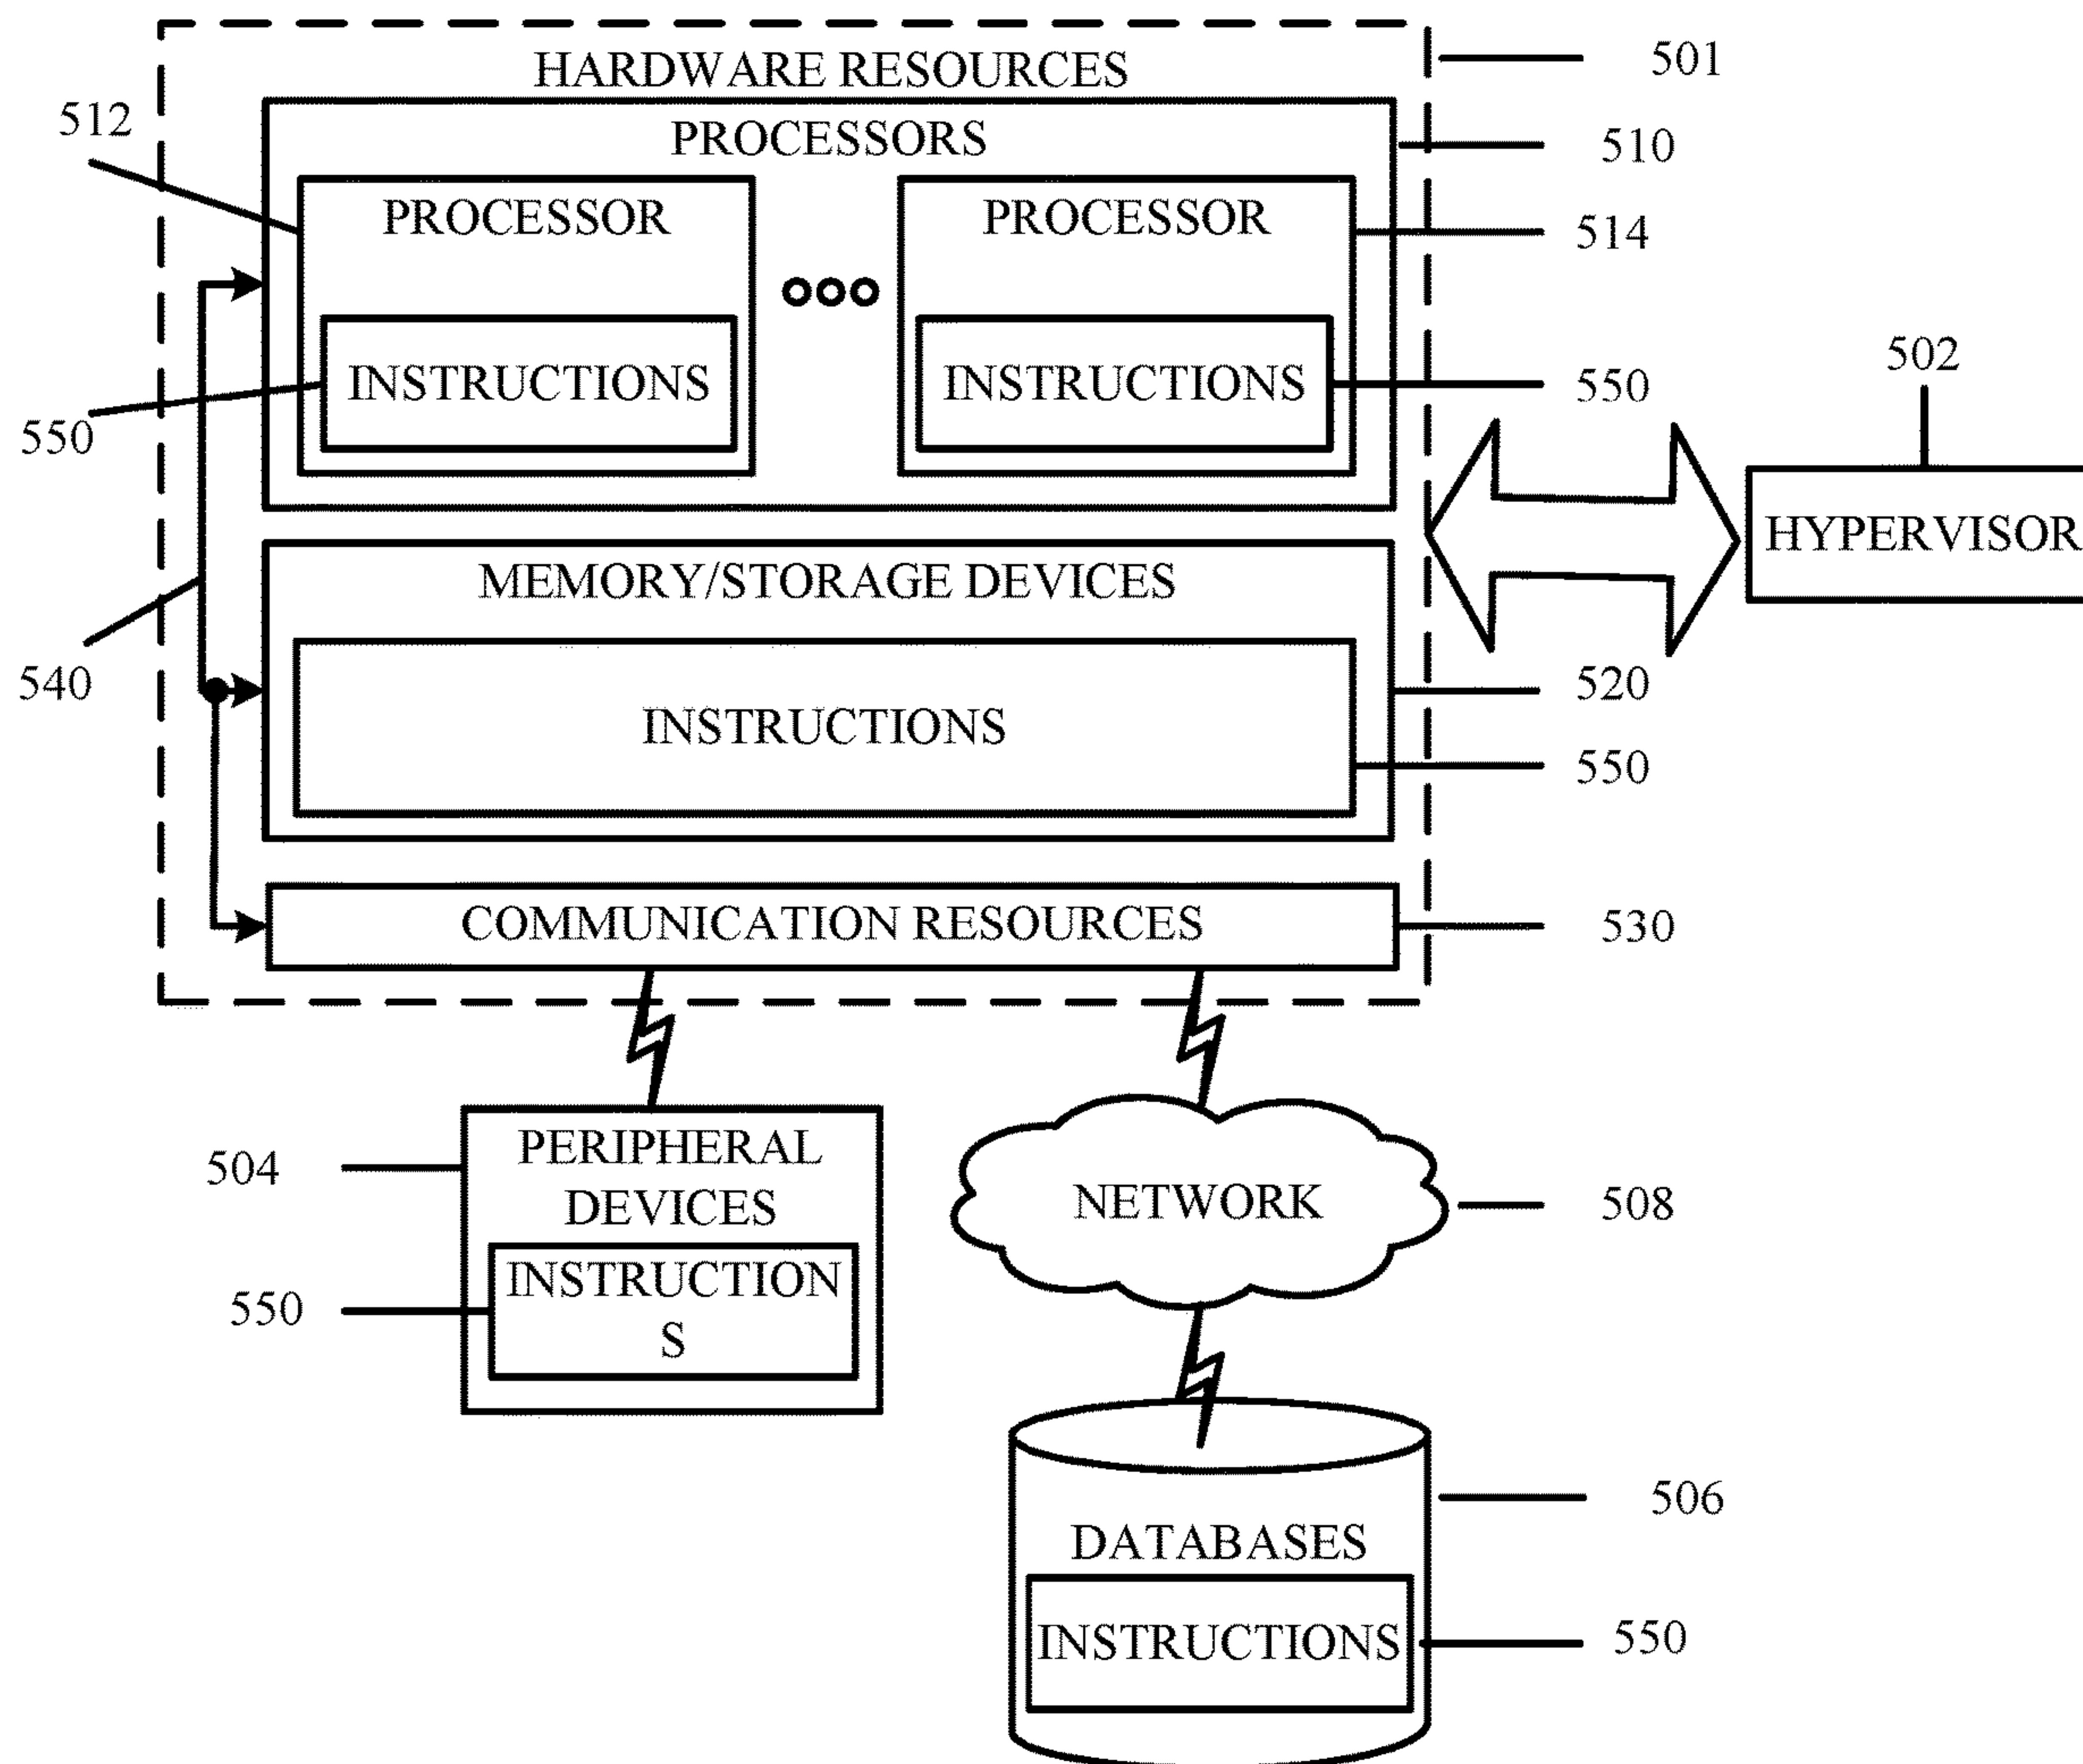 HARDWARE RESOURCES
501
512
PROCESSORS
510
PROCESSOR
PROCESSOR
514
INSTRUCTIONS
INSTRUCTIONS
550
550
502
HYPERVISOR
MEMORY/STORAGE DEVICES
540
520
INSTRUCTIONS
550
COMMUNICATION RESOURCES
530
504
PERIPHERAL
DEVICES
NETWORK
508
550
INSTRUCTION
S
506
DATABASES
INSTRUCTIONS
550